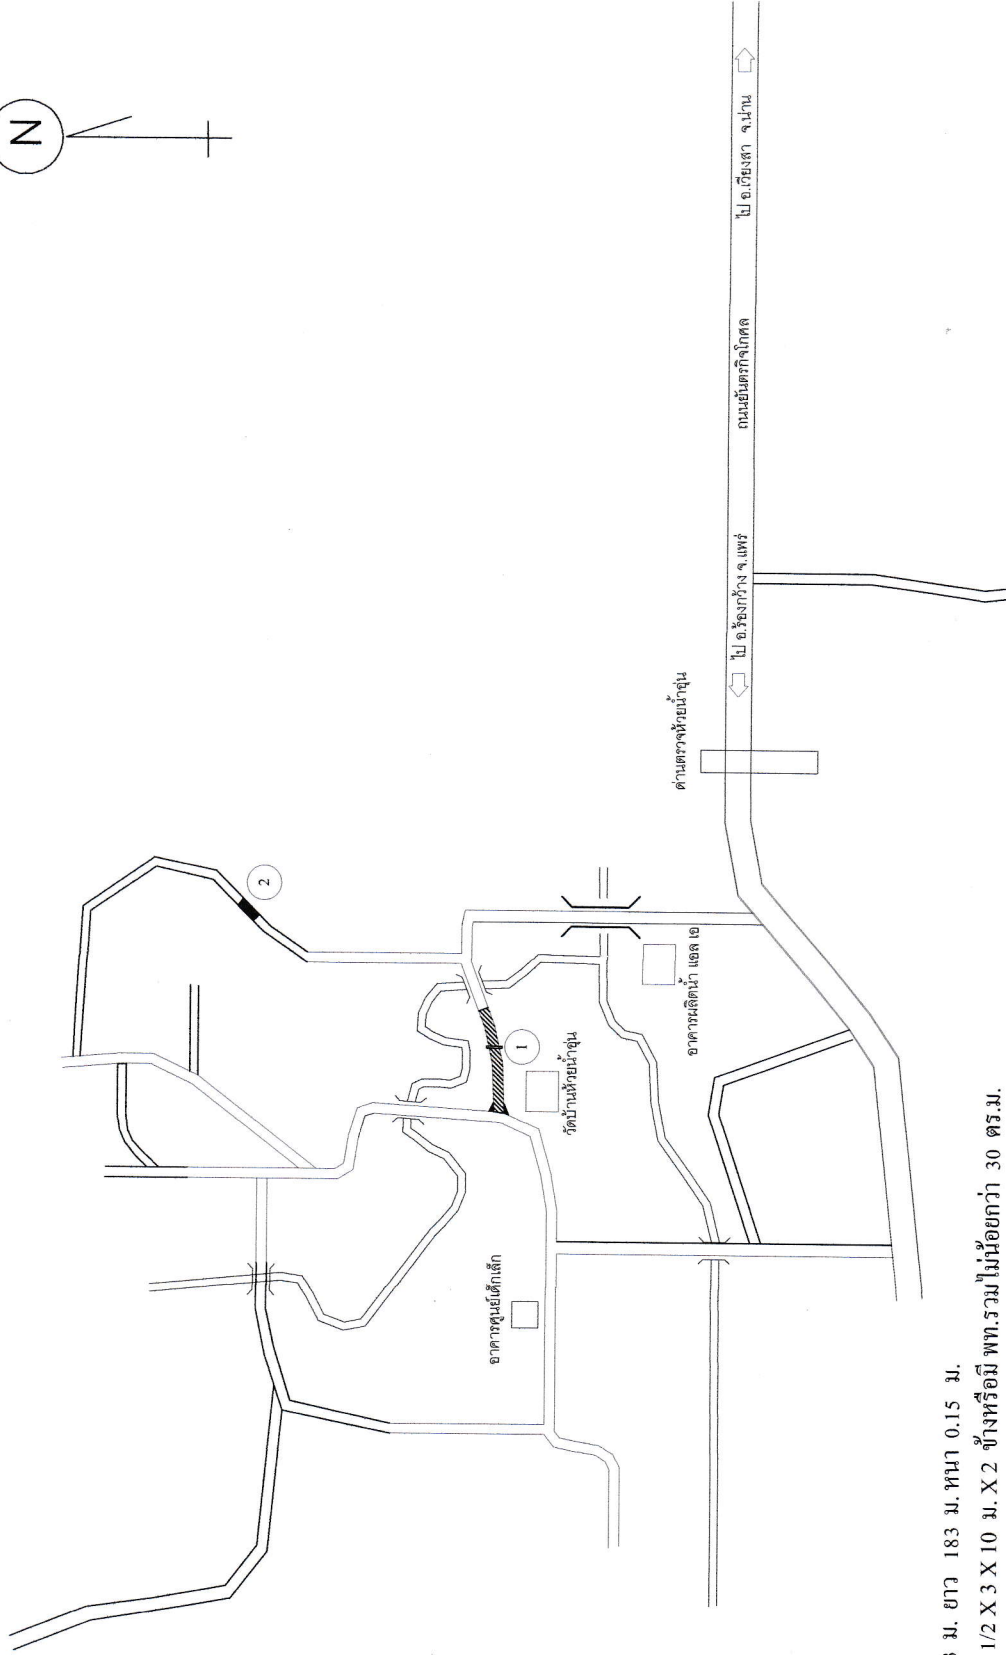 N
ไป อ.เวียงสา จ.น่าน
ถนนยันตรกิจโกศล
ไป อ.ร้องกวาง จ.แพร่
ด่านตรวจห้วยน้ำอุ่น
2
1
อาคารผลิตน้ำ แอล เอ
วัดบ้านห้วยน้ำอุ่น
อาคารศูนย์เด็กเล็ก
ม. ยาว 183 ม. หนา 0.15 ม.
1/2 X 3 X 10 ม. X 2 ข้างหรือมี พท.รวมไม่น้อยกว่า 30 ตร.ม.